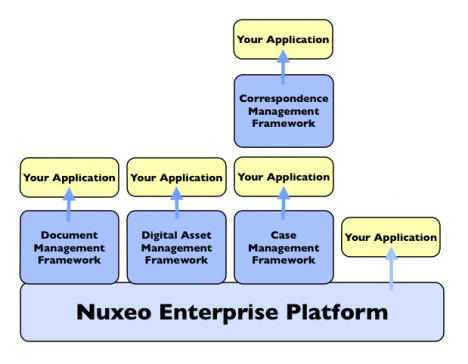 Your Application
Correspondence
Management
Framework
Your Application
Your Application
Your Application
Document
Management
Framework
Digital Asset
Management
Framework
Case
Management
Framework
Your Application
Nuxeo Enterprise Platform